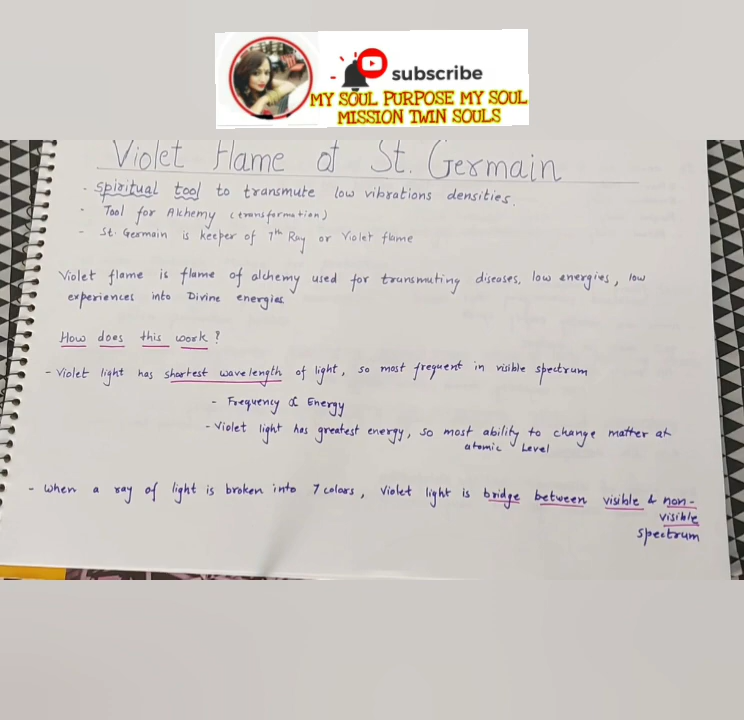 subscribe
MY SOUL PURPOSE MY SOUL
MISSION TWIN SOULS
Violet Flame of St. Germain
- Spiritual tool to transmute low vibrations densities.
- Tool for Alchemy (transformation)
- St. Germain is keeper of 7th Ray or Violet flame
Violet flame is flame of alchemy used for transmuting diseases, low energies, low
experiences into Divine energies
How does this work?
- Violet light has shortest wavelength of light, so most frequent in visible spectrum
- Frequency ∝ Energy
- Violet light has greatest energy, so most ability to change matter at
atomic Level
- When a ray of light is broken into 7 colors, Violet light is bridge between visible & non-
visible
spectrum